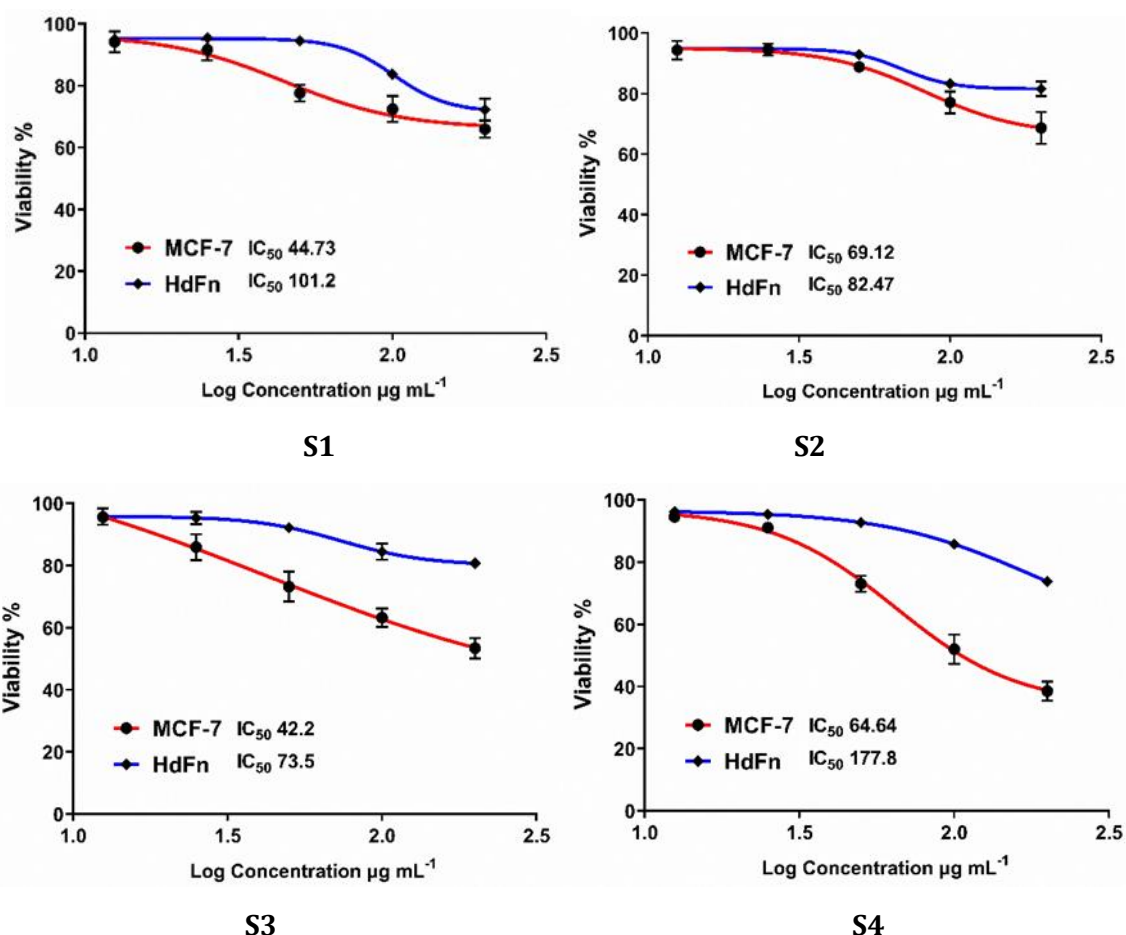 100
80
60
40
20
0
Viability %
MCF-7 IC₅₀ 44.73
HdFn IC₅₀ 101.2
1.0 1.5 2.0 2.5
Log Concentration µg mL⁻¹
S1
100
80
60
40
20
0
Viability %
MCF-7 IC₅₀ 69.12
HdFn IC₅₀ 82.47
1.0 1.5 2.0 2.5
Log Concentration µg mL⁻¹
S2
100
80
60
40
20
0
Viability %
MCF-7 IC₅₀ 42.2
HdFn IC₅₀ 73.5
1.0 1.5 2.0 2.5
Log Concentration µg mL⁻¹
S3
100
80
60
40
20
0
Viability %
MCF-7 IC₅₀ 64.64
HdFn IC₅₀ 177.8
1.0 1.5 2.0 2.5
Log Concentration µg mL⁻¹
S4